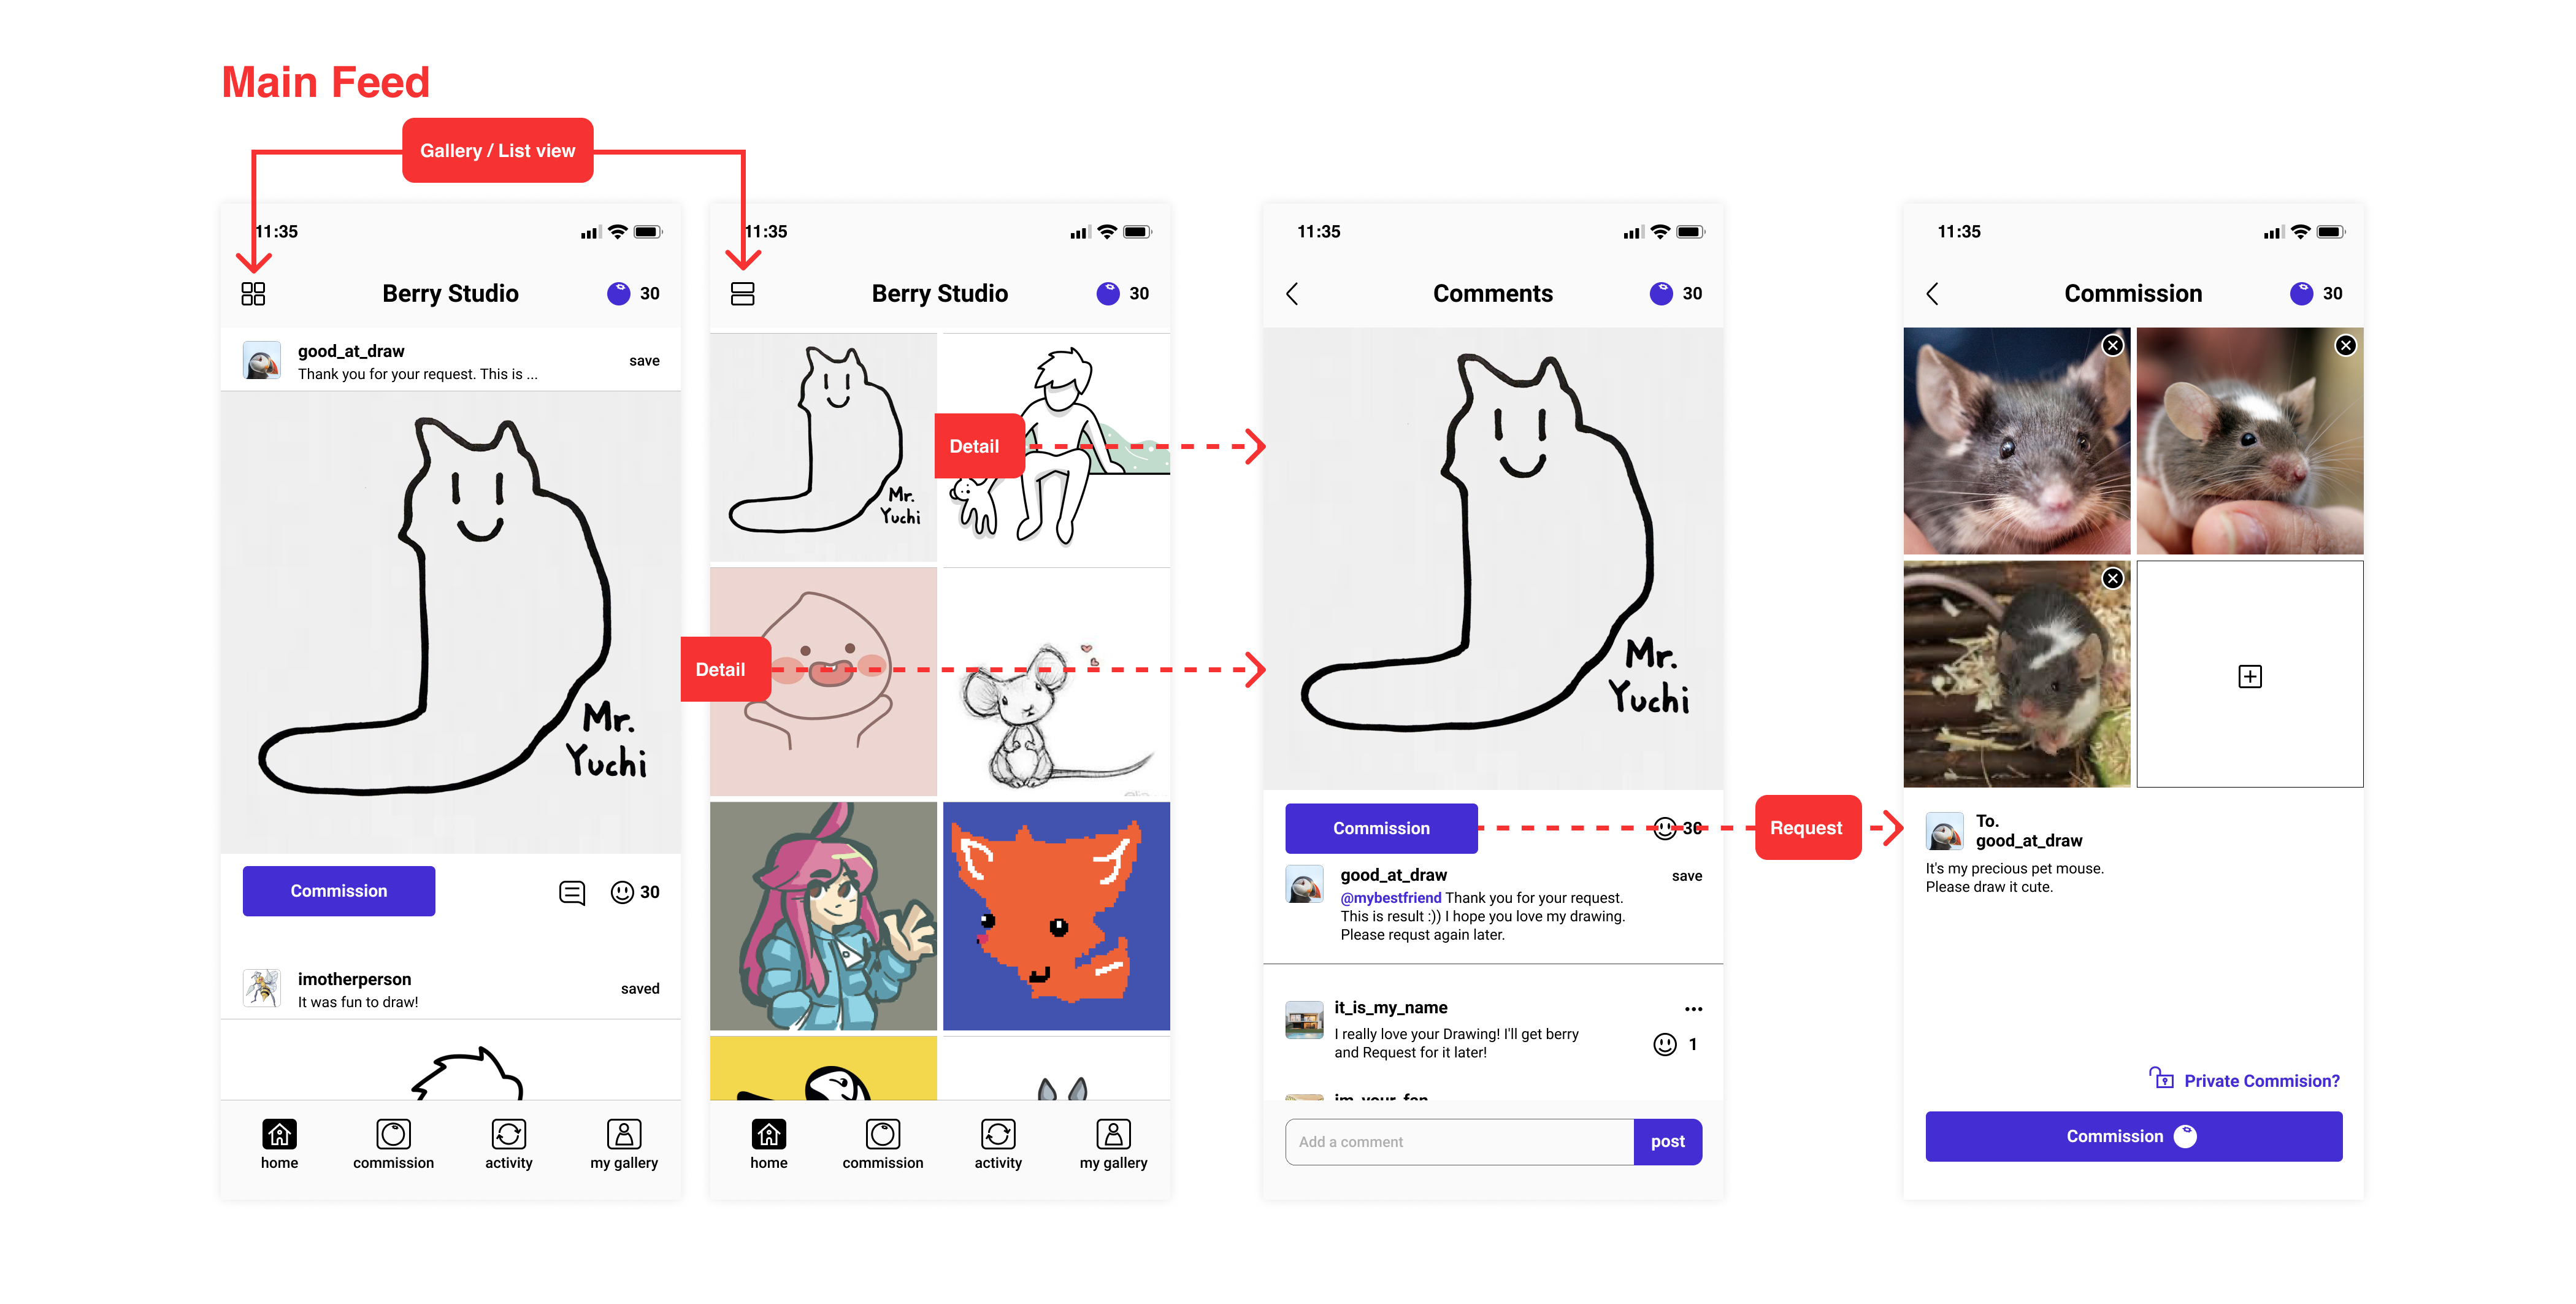 Main Feed
Gallery / List view
11:35
Berry Studio
30
good_at_draw
Thank you for your request. This is ...
save
Mr.
Yuchi
Commission
30
imotherperson
It was fun to draw!
saved
home
commission
activity
my gallery
11:35
Berry Studio
30
Mr.
Yuchi
Detail
Detail
home
commission
activity
my gallery
11:35
Comments
30
Mr.
Yuchi
Commission
30
good_at_draw
save
@mybestfriend Thank you for your request.
This is result :)) I hope you love my drawing.
Please requst again later.
it_is_my_name
I really love your Drawing! I'll get berry
and Request for it later!
1
Add a comment
post
Request
11:35
Commission
30
To.
good_at_draw
It's my precious pet mouse.
Please draw it cute.
Private Commision?
Commission